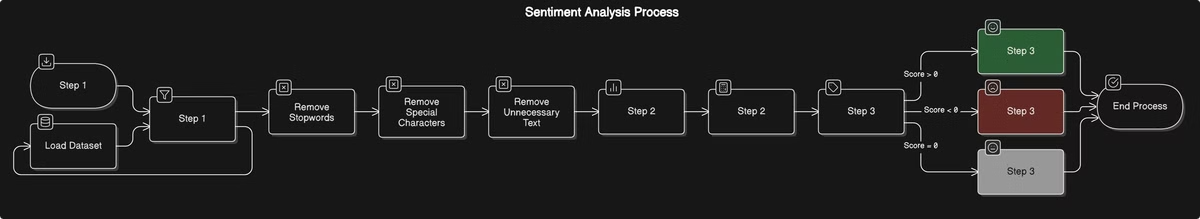 Sentiment Analysis Process
Step 1
Load Dataset
Step 1
Remove
Stopwords
Remove
Special
Characters
Remove
Unnecessary
Text
Step 2
Step 2
Step 3
Score > 0
Score < 0
Score = 0
Step 3
Step 3
Step 3
End Process